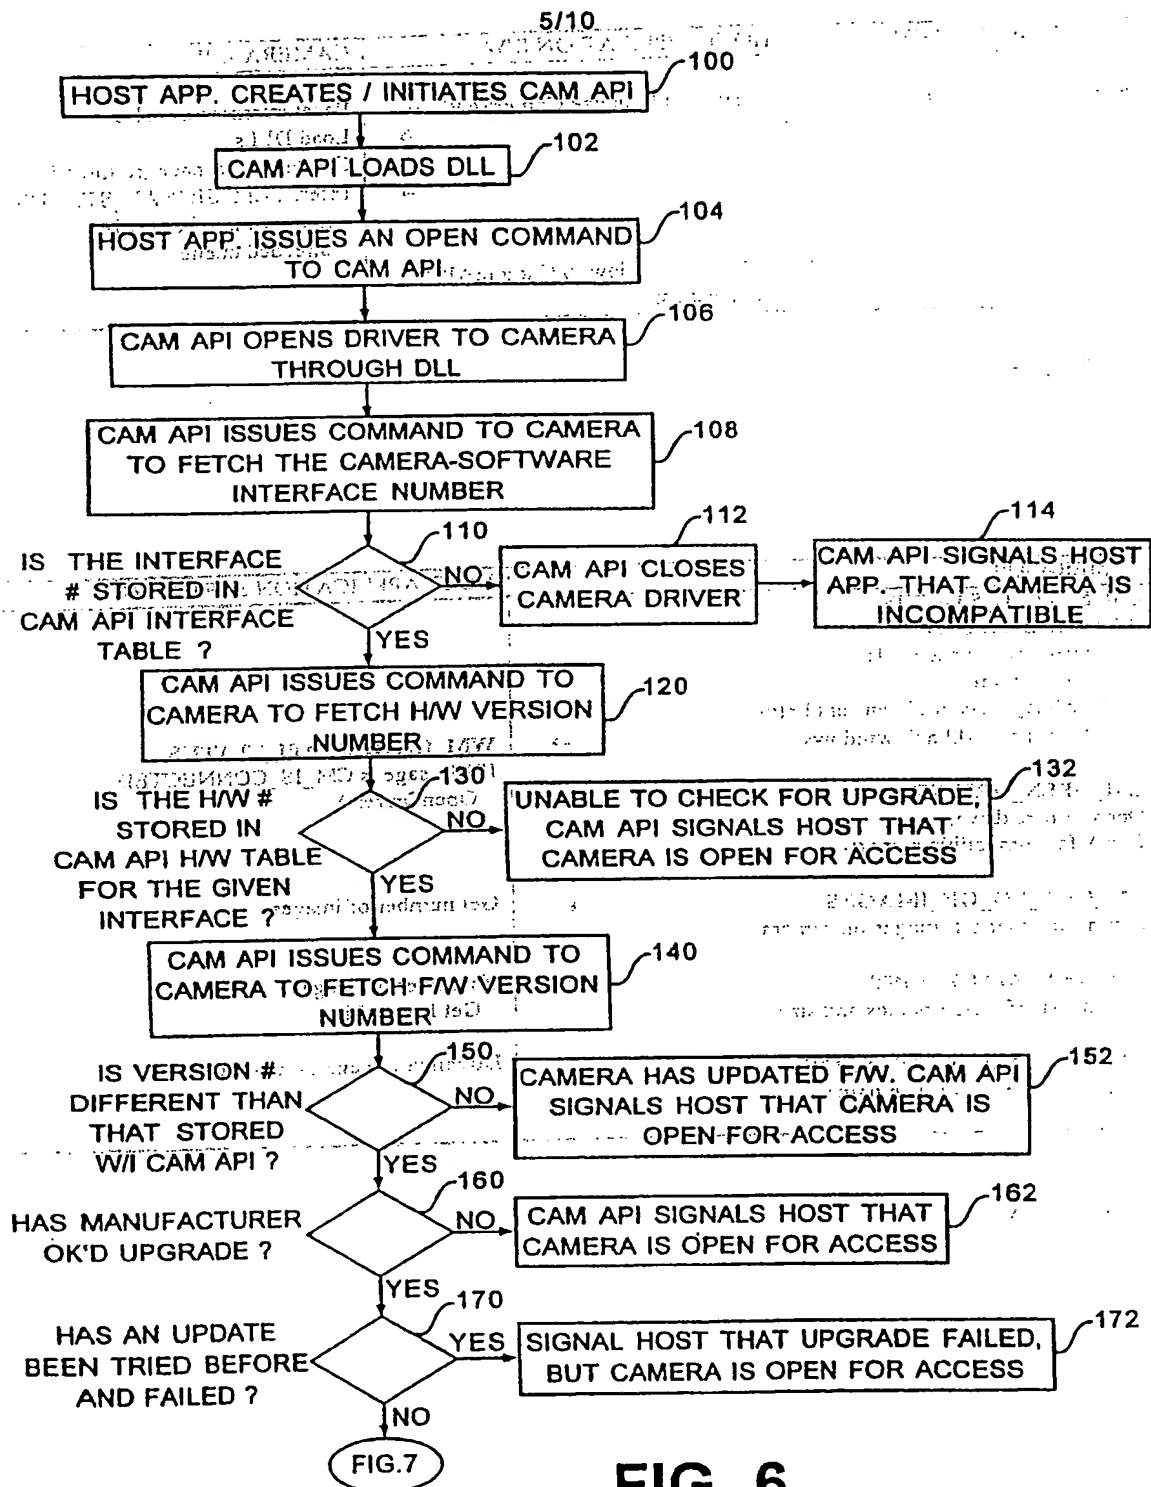 5/10
100
HOST APP. CREATES / INITIATES CAM API
102
CAM API LOADS DLL
104
HOST APP. ISSUES AN OPEN COMMAND
TO CAM API
106
CAM API OPENS DRIVER TO CAMERA
THROUGH DLL
108
CAM API ISSUES COMMAND TO CAMERA
TO FETCH THE CAMERA-SOFTWARE
INTERFACE NUMBER
110
IS THE INTERFACE
# STORED IN
CAM API INTERFACE
TABLE ?
NO
YES
112
CAM API CLOSES
CAMERA DRIVER
114
CAM API SIGNALS HOST
APP. THAT CAMERA IS
INCOMPATIBLE
120
CAM API ISSUES COMMAND TO
CAMERA TO FETCH H/W VERSION
NUMBER
130
IS THE H/W #
STORED IN
CAM API H/W TABLE
FOR THE GIVEN
INTERFACE ?
NO
YES
132
UNABLE TO CHECK FOR UPGRADE,
CAM API SIGNALS HOST THAT
CAMERA IS OPEN FOR ACCESS
140
CAM API ISSUES COMMAND TO
CAMERA TO FETCH F/W VERSION
NUMBER
150
IS VERSION #
DIFFERENT THAN
THAT STORED
W/I CAM API ?
NO
YES
152
CAMERA HAS UPDATED F/W. CAM API
SIGNALS HOST THAT CAMERA IS
OPEN FOR ACCESS
160
HAS MANUFACTURER
OK'D UPGRADE ?
NO
YES
162
CAM API SIGNALS HOST THAT
CAMERA IS OPEN FOR ACCESS
170
HAS AN UPDATE
BEEN TRIED BEFORE
AND FAILED ?
YES
NO
172
SIGNAL HOST THAT UPGRADE FAILED,
BUT CAMERA IS OPEN FOR ACCESS
FIG.7
FIG. 6